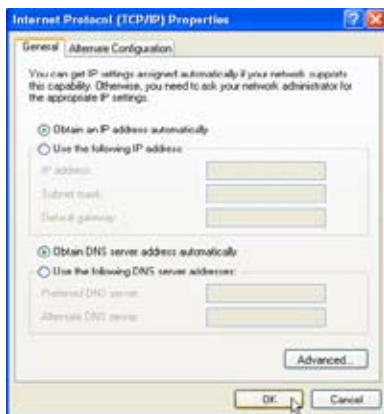 Internet Protocol (TCP/IP) Properties
General Alternate Configuration
You can get IP settings assigned automatically if your network supports
this capability. Otherwise, you need to ask your network administrator for
the appropriate IP settings.
Obtain an IP address automatically
Use the following IP address:
IP address:
Subnet mask:
Default gateway:
Obtain DNS server address automatically
Use the following DNS server addresses:
Preferred DNS server:
Alternate DNS server:
Advanced...
OK Cancel